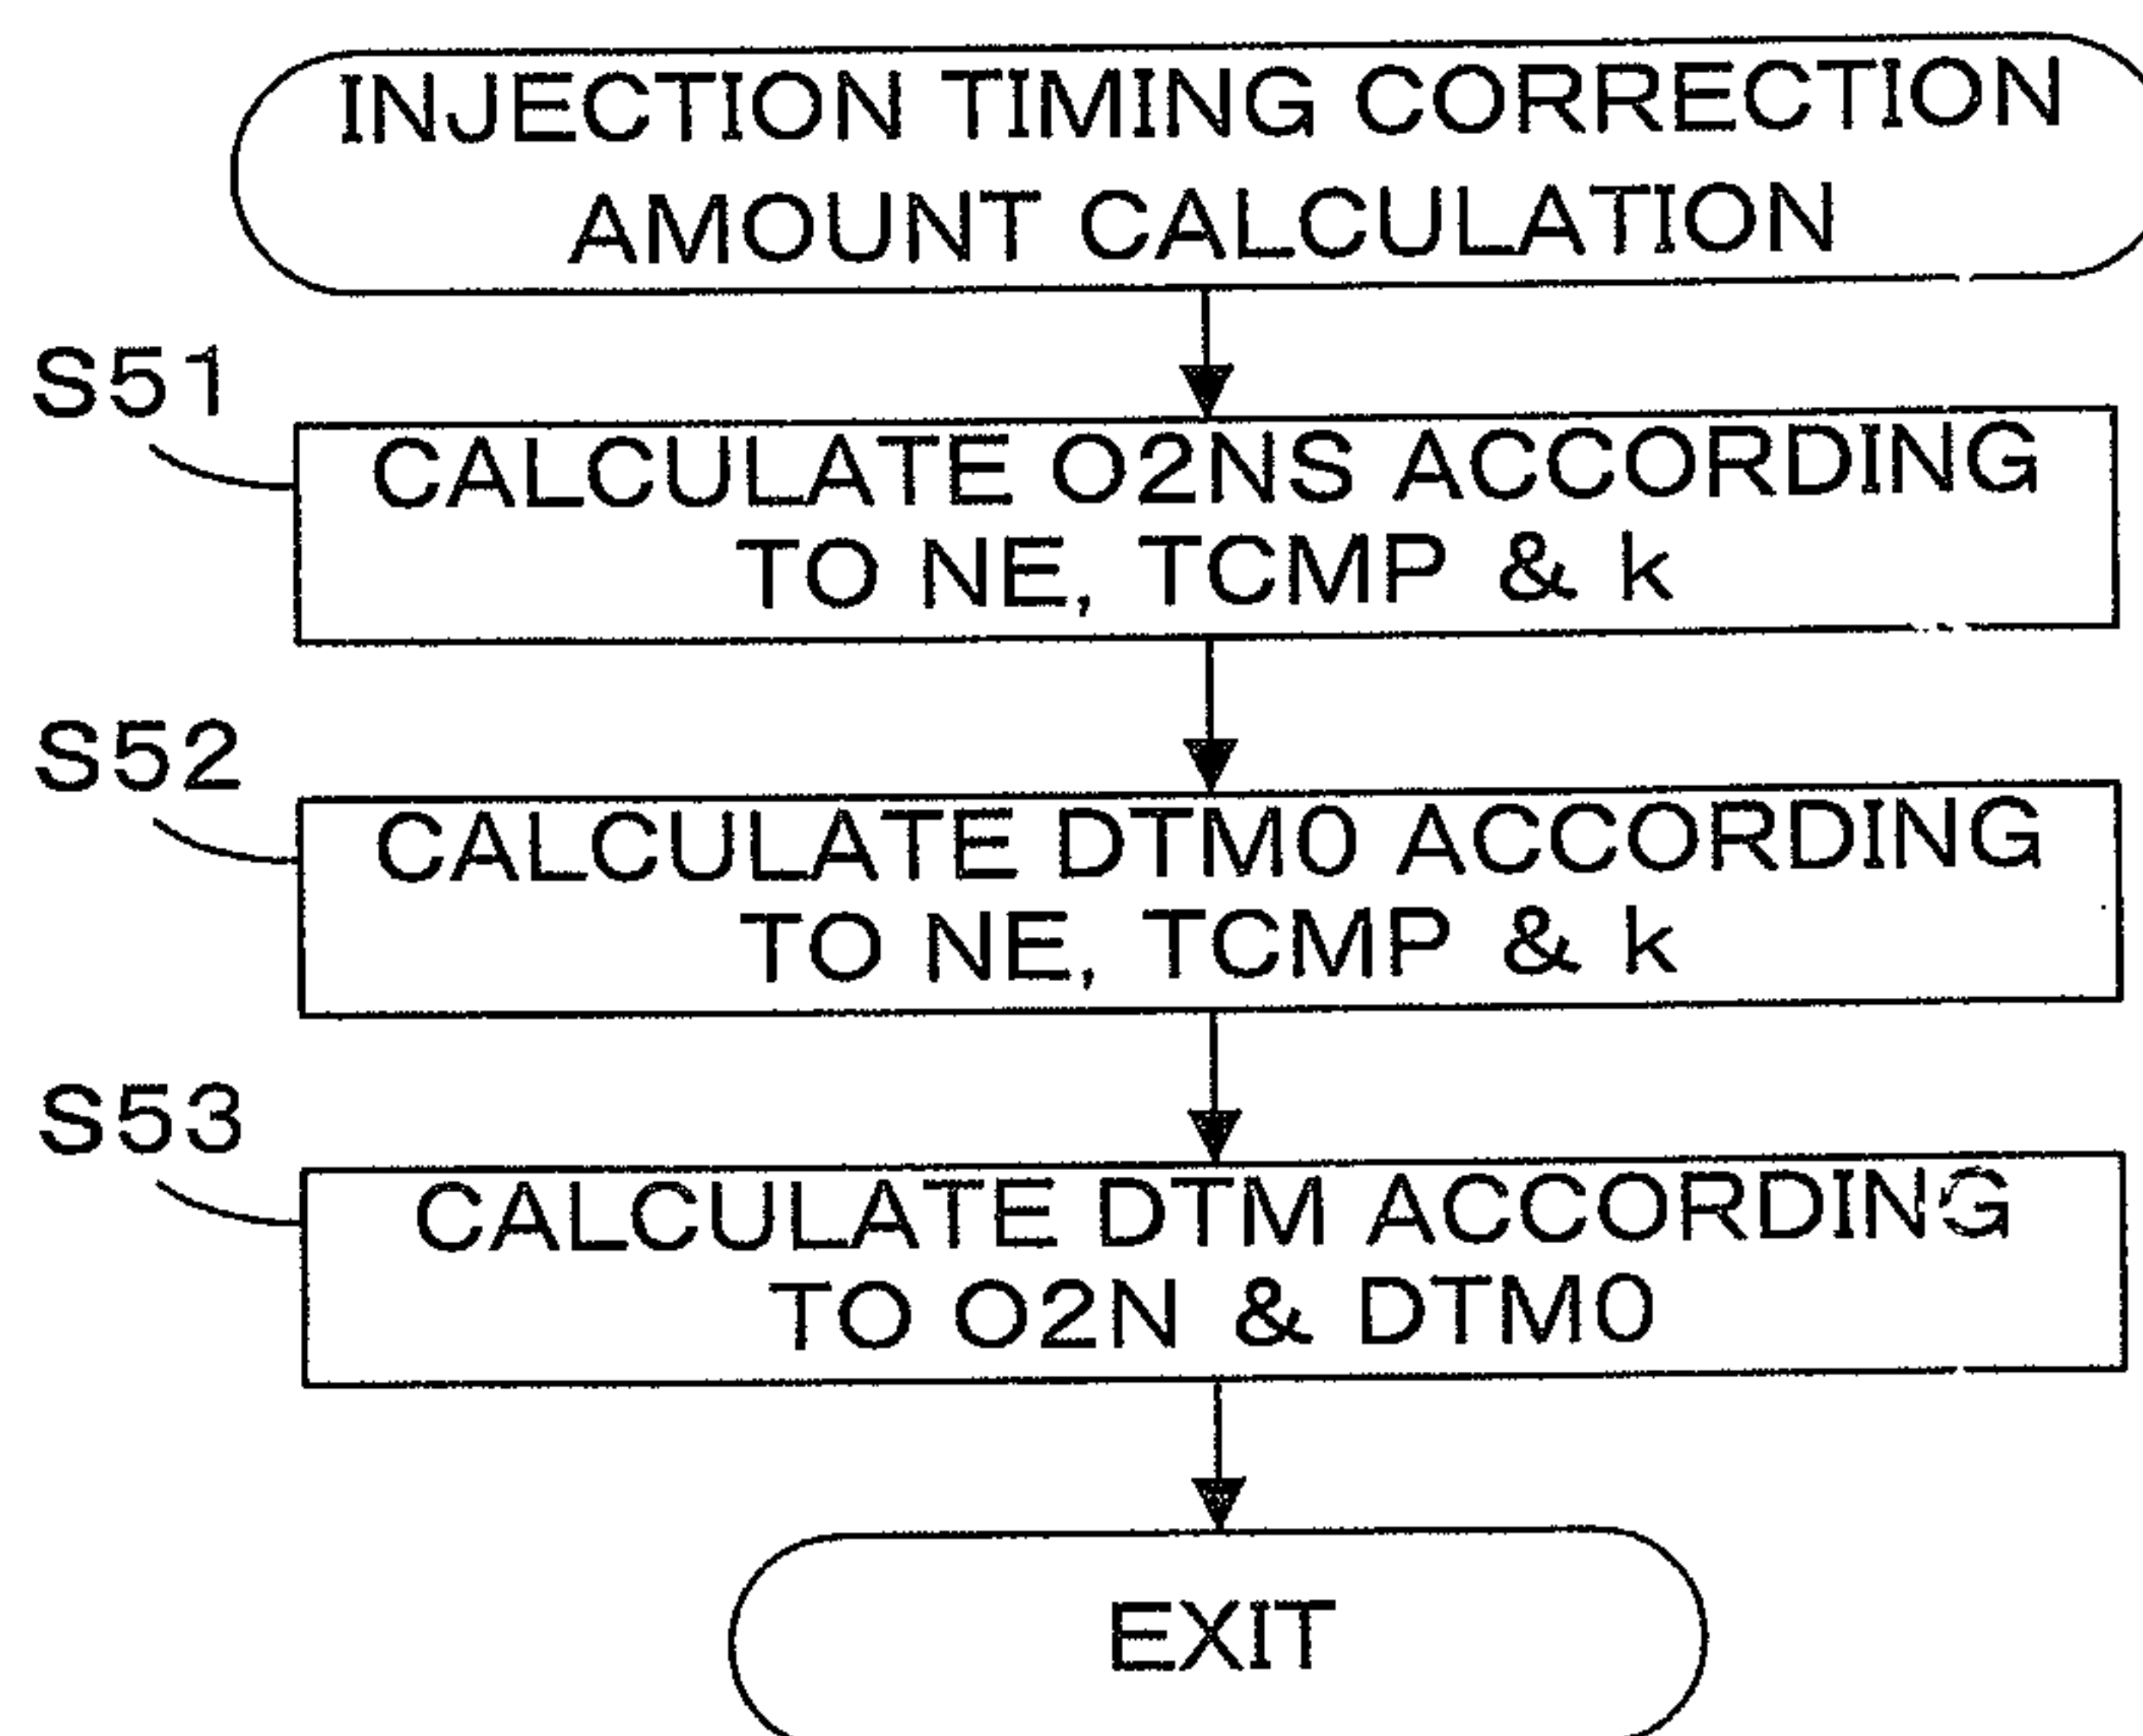 INJECTION TIMING CORRECTION
AMOUNT CALCULATION
S51
CALCULATE O2NS ACCORDING
TO NE, TCMP & k
S52
CALCULATE DTM0 ACCORDING
TO NE, TCMP & k
S53
CALCULATE DTM ACCORDING
TO O2N & DTM0
EXIT